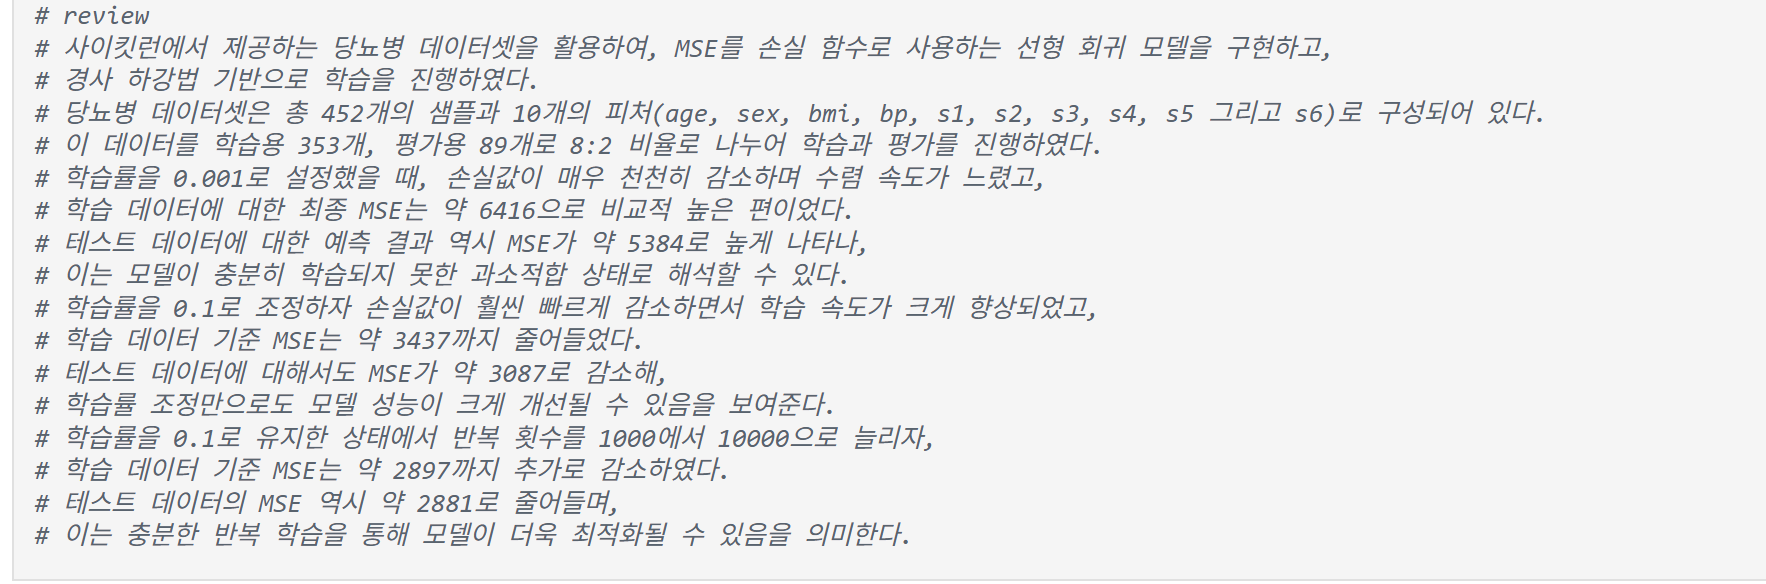 # review
# 사이킷런에서 제공하는 당뇨병 데이터셋을 활용하여, MSE를 손실 함수로 사용하는 선형 회귀 모델을 구현하고,
# 경사 하강법 기반으로 학습을 진행하였다.
# 당뇨병 데이터셋은 총 452개의 샘플과 10개의 피처(age, sex, bmi, bp, s1, s2, s3, s4, s5 그리고 s6)로 구성되어 있다.
# 이 데이터를 학습용 353개, 평가용 89개로 8:2 비율로 나누어 학습과 평가를 진행하였다.
# 학습률을 0.001로 설정했을 때, 손실값이 매우 천천히 감소하며 수렴 속도가 느렸고,
# 학습 데이터에 대한 최종 MSE는 약 6416으로 비교적 높은 편이었다.
# 테스트 데이터에 대한 예측 결과 역시 MSE가 약 5384로 높게 나타나,
# 이는 모델이 충분히 학습되지 못한 과소적합 상태로 해석할 수 있다.
# 학습률을 0.1로 조정하자 손실값이 훨씬 빠르게 감소하면서 학습 속도가 크게 향상되었고,
# 학습 데이터 기준 MSE는 약 3437까지 줄어들었다.
# 테스트 데이터에 대해서도 MSE가 약 3087로 감소해,
# 학습률 조정만으로도 모델 성능이 크게 개선될 수 있음을 보여준다.
# 학습률을 0.1로 유지한 상태에서 반복 횟수를 1000에서 10000으로 늘리자,
# 학습 데이터 기준 MSE는 약 2897까지 추가로 감소하였다.
# 테스트 데이터의 MSE 역시 약 2881로 줄어들며,
# 이는 충분한 반복 학습을 통해 모델이 더욱 최적화될 수 있음을 의미한다.